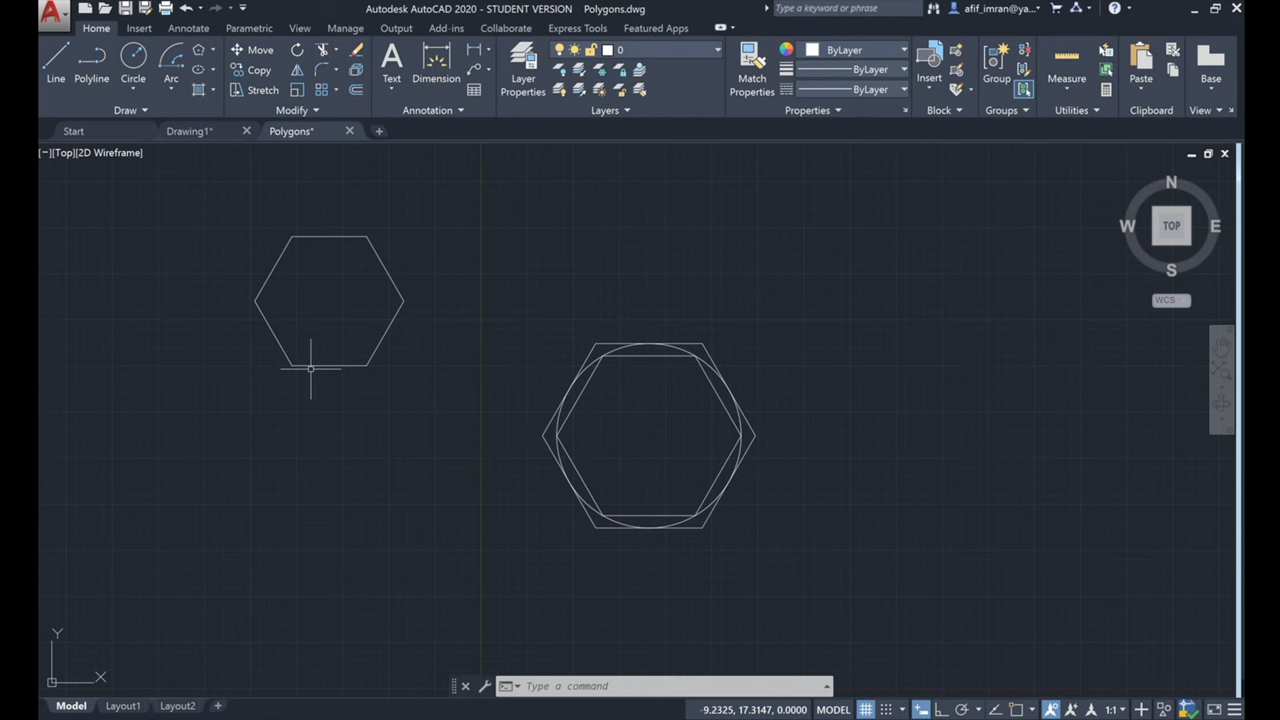 Autodesk AutoCAD 2020 - STUDENT VERSION Polygons.dwg
Type a keyword or phrase
afif_imran@ya...
Home Insert Annotate Parametric View Manage Output Add-ins Collaborate Express Tools Featured Apps
Line Polyline Circle Arc
Move
Copy
Stretch
Text Dimension
Layer Properties
0
Match Properties
ByLayer
ByLayer
ByLayer
Insert
Group
Measure
Paste
Base
Draw Modify Annotation Layers Properties Block Groups Utilities Clipboard View
Start Drawing1* Polygons*
[−][Top][2D Wireframe]
N
W TOP E
S
WCS
Y
X
Type a command
Model Layout1 Layout2
-9.2325, 17.3147, 0.0000 MODEL 1:1